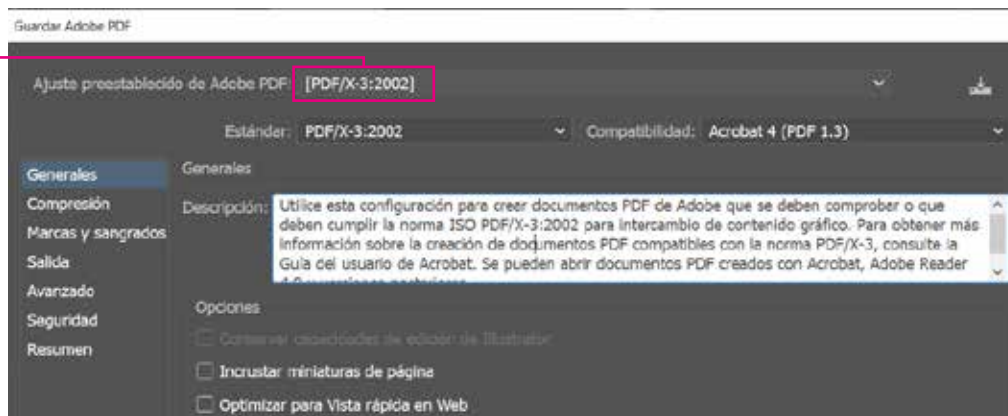 Guardar Adobe PDF
Ajuste preestablecido de Adobe PDF: [PDF/X-3:2002]
Estándar: PDF/X-3:2002 Compatibilidad: Acrobat 4 (PDF 1.3)
Generales
Compresión
Marcas y sangrados
Salida
Avanzado
Seguridad
Resumen
Generales
Descripción: Utilice esta configuración para crear documentos PDF de Adobe que se deben comprobar o que
deben cumplir la norma ISO PDF/X-3:2002 para intercambio de contenido gráfico. Para obtener más
información sobre la creación de documentos PDF compatibles con la norma PDF/X-3, consulte la
Guía del usuario de Acrobat. Se pueden abrir documentos PDF creados con Acrobat, Adobe Reader
Opciones
Conservar capacidades de edición de Illustrator
Incrustar miniaturas de página
Optimizar para Vista rápida en Web